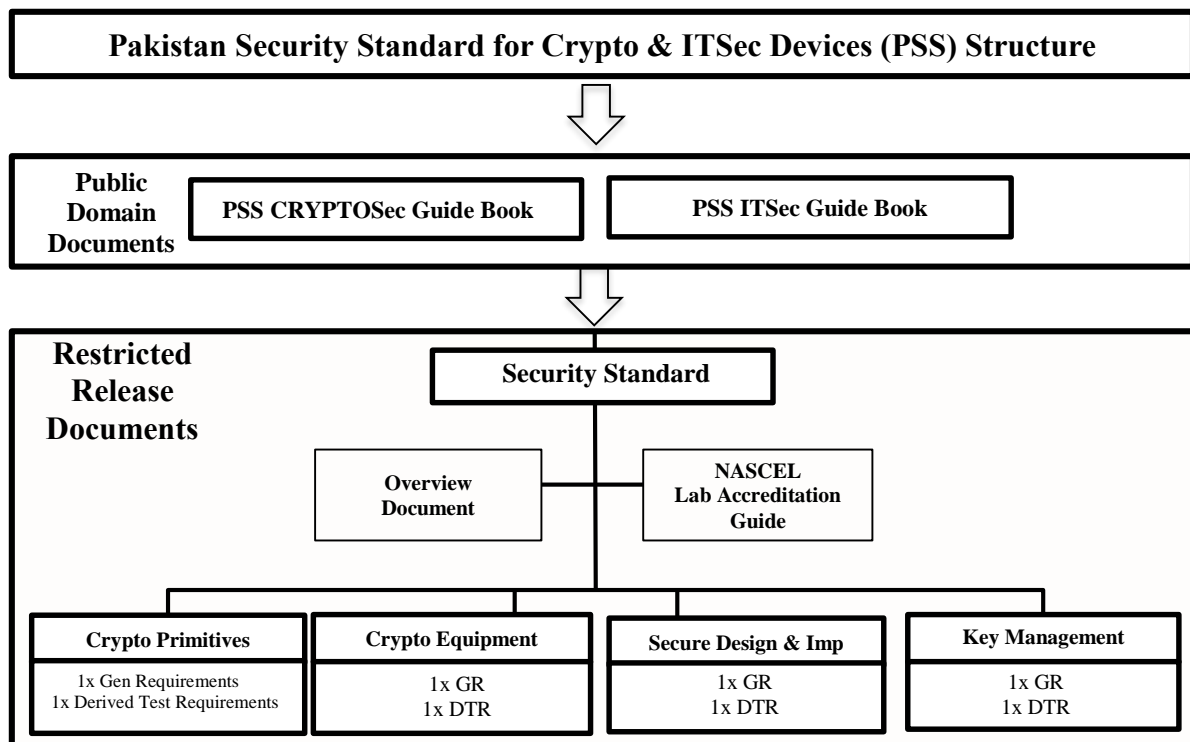 Pakistan Security Standard for Crypto & ITSec Devices (PSS) Structure
Public
Domain
Documents
PSS CRYPTOSec Guide Book
PSS ITSec Guide Book
Restricted
Release
Documents
Security Standard
Overview
Document
NASCEL
Lab Accreditation
Guide
Crypto Primitives
1x Gen Requirements
1x Derived Test Requirements
Crypto Equipment
1x GR
1x DTR
Secure Design & Imp
1x GR
1x DTR
Key Management
1x GR
1x DTR